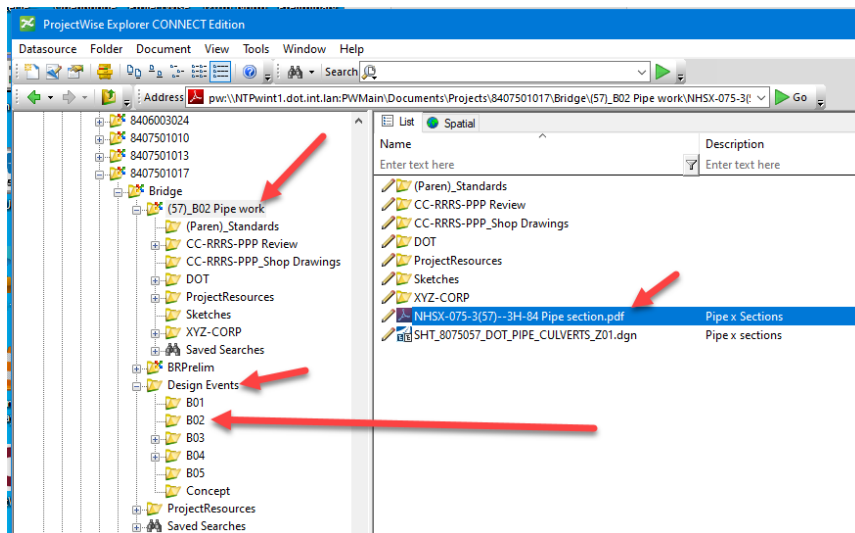 ProjectWise Explorer CONNECT Edition
Datasource Folder Document View Tools Window Help
Search
Address pw:\\NTPwint1.dot.int.lan:PWMain\Documents\Projects\8407501017\Bridge\(57)_B02 Pipe work\NHSX-075-3(! Go
8406003024
8407501010
8407501013
8407501017
Bridge
(57)_B02 Pipe work
(Paren)_Standards
CC-RRRS-PPP Review
CC-RRRS-PPP_Shop Drawings
DOT
ProjectResources
Sketches
XYZ-CORP
Saved Searches
BRPrelim
Design Events
B01
B02
B03
B04
B05
Concept
ProjectResources
Saved Searches
List Spatial
Name Description
Enter text here Enter text here
(Paren)_Standards
CC-RRRS-PPP Review
CC-RRRS-PPP_Shop Drawings
DOT
ProjectResources
Sketches
XYZ-CORP
NHSX-075-3(57)--3H-84 Pipe section.pdf Pipe x Sections
SHT_8075057_DOT_PIPE_CULVERTS_Z01.dgn Pipe x sections